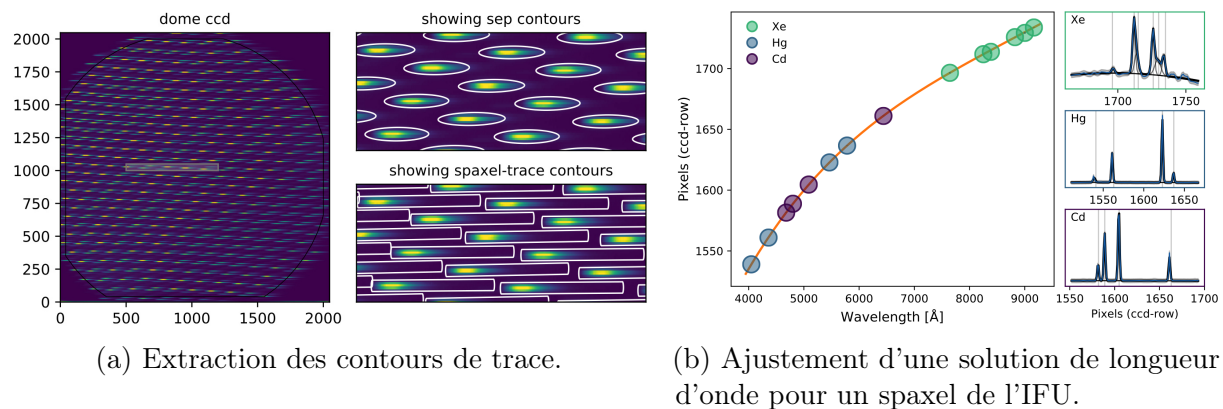 dome ccd
2000
1750
1500
1250
1000
750
500
250
0
0 500 1000 1500 2000
showing sep contours
showing spaxel-trace contours
(a) Extraction des contours de trace.
Xe
Hg
Cd
Pixels (ccd-row)
1700
1650
1600
1550
4000 5000 6000 7000 8000 9000
Wavelength [Å]
Xe
1700 1750
Hg
1550 1600 1650
Cd
1550 1600 1650 1700
Pixels (ccd-row)
(b) Ajustement d'une solution de longueur
d'onde pour un spaxel de l'IFU.